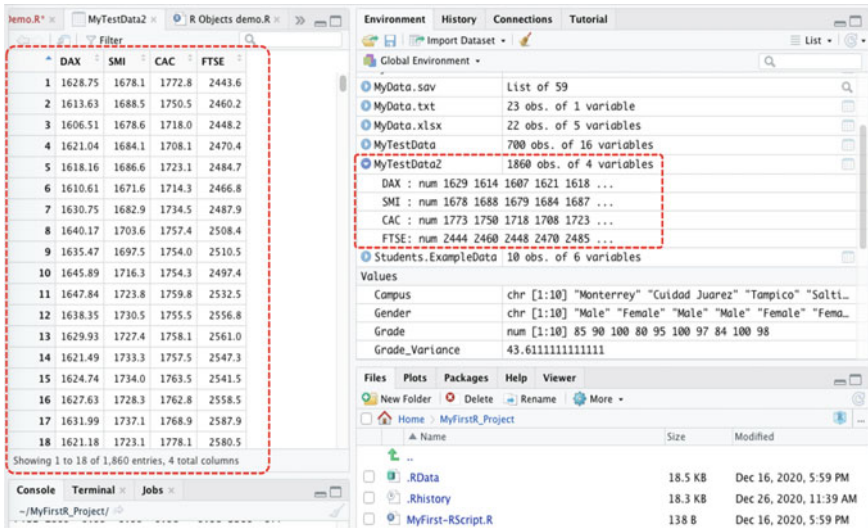 Demo.R* × MyTestData2 × R Objects demo.R ×
Filter
DAX SMI CAC FTSE
1 1628.75 1678.1 1772.8 2443.6
2 1613.63 1688.5 1750.5 2460.2
3 1606.51 1678.6 1718.0 2448.2
4 1621.04 1684.1 1708.1 2470.4
5 1618.16 1686.6 1723.1 2484.7
6 1610.61 1671.6 1714.3 2466.8
7 1630.75 1682.9 1734.5 2487.9
8 1640.17 1703.6 1757.4 2508.4
9 1635.47 1697.5 1754.0 2510.5
10 1645.89 1716.3 1754.3 2497.4
11 1647.84 1723.8 1759.8 2532.5
12 1638.35 1730.5 1755.5 2556.8
13 1629.93 1727.4 1758.1 2561.0
14 1621.49 1733.3 1757.5 2547.3
15 1624.74 1734.0 1763.5 2541.5
16 1627.63 1728.3 1762.8 2558.5
17 1631.99 1737.1 1768.9 2587.9
18 1621.18 1723.1 1778.1 2580.5
Showing 1 to 18 of 1,860 entries, 4 total columns
Console Terminal × Jobs ×
~/MyFirstR_Project/
Environment History Connections Tutorial
Import Dataset List
Global Environment
MyData.sav List of 59
MyData.txt 23 obs. of 1 variable
MyData.xlsx 22 obs. of 5 variables
MyTestData 700 obs. of 16 variables
MyTestData2 1860 obs. of 4 variables
DAX : num 1629 1614 1607 1621 1618 ...
SMI : num 1678 1688 1679 1684 1687 ...
CAC : num 1773 1750 1718 1708 1723 ...
FTSE: num 2444 2460 2448 2470 2485 ...
Students.ExampleData 10 obs. of 6 variables
Values
Campus chr [1:10] "Monterrey" "Cuidad Juarez" "Tampico" "Salti…
Gender chr [1:10] "Male" "Female" "Male" "Male" "Female" "Fema…
Grade num [1:10] 85 90 100 80 95 100 97 84 100 98
Grade_Variance 43.6111111111111
Files Plots Packages Help Viewer
New Folder Delete Rename More
Home MyFirstR_Project
Name Size Modified
..
.RData 18.5 KB Dec 16, 2020, 5:59 PM
.Rhistory 18.3 KB Dec 26, 2020, 11:39 AM
MyFirst-RScript.R 138 B Dec 16, 2020, 5:59 PM